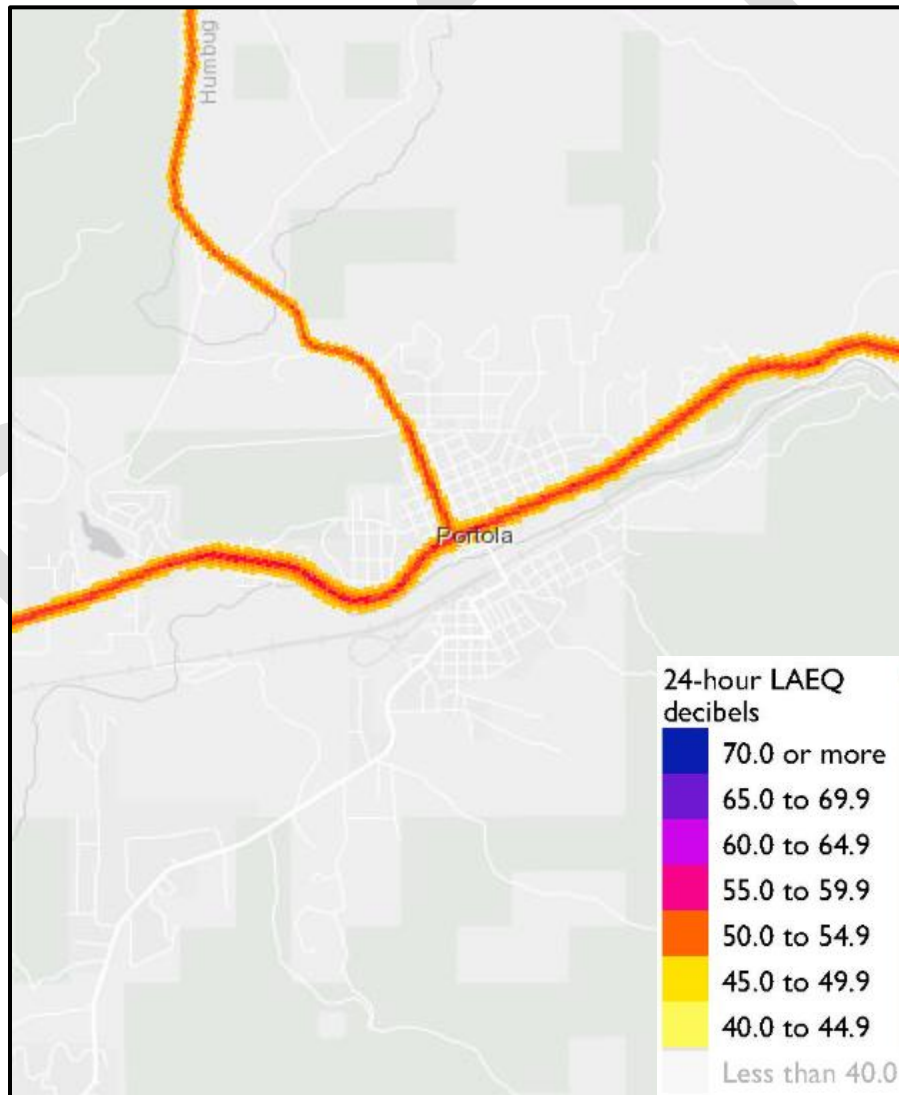 Humbug
Portola
24-hour LAEQ
decibels
70.0 or more
65.0 to 69.9
60.0 to 64.9
55.0 to 59.9
50.0 to 54.9
45.0 to 49.9
40.0 to 44.9
Less than 40.0